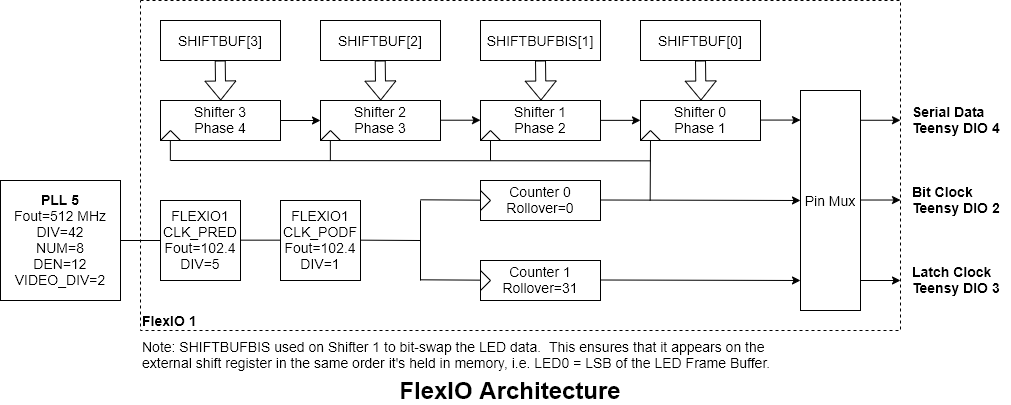 SHIFTBUF[3]
SHIFTBUF[2]
SHIFTBUFBIS[1]
SHIFTBUF[0]
Shifter 3
Phase 4
Shifter 2
Phase 3
Shifter 1
Phase 2
Shifter 0
Phase 1
Serial Data
Teensy DIO 4
PLL 5
Fout=512 MHz
DIV=42
NUM=8
DEN=12
VIDEO_DIV=2
FLEXIO1
CLK_PRED
Fout=102.4
DIV=5
FLEXIO1
CLK_PODF
Fout=102.4
DIV=1
Counter 0
Rollover=0
Pin Mux
Bit Clock
Teensy DIO 2
Counter 1
Rollover=31
Latch Clock
Teensy DIO 3
FlexIO 1
Note: SHIFTBUFBIS used on Shifter 1 to bit-swap the LED data.  This ensures that it appears on the
external shift register in the same order it's held in memory, i.e. LED0 = LSB of the LED Frame Buffer.
FlexIO Architecture